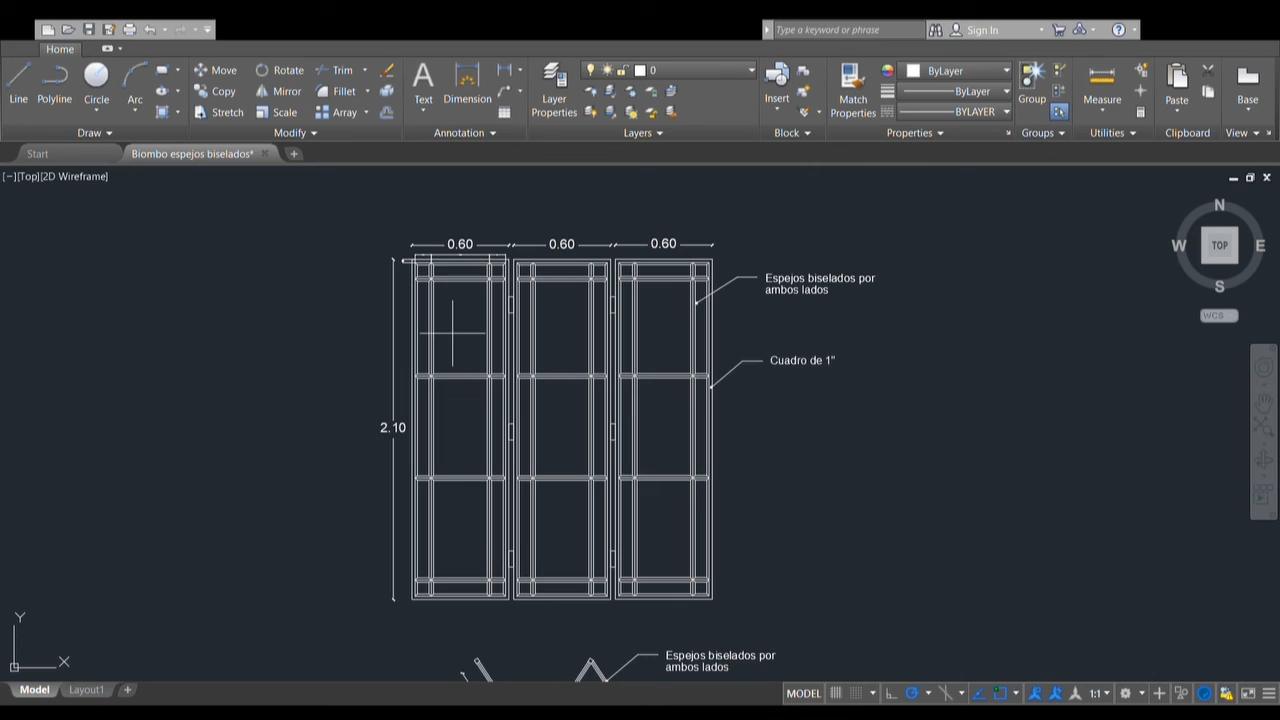 Type a keyword or phrase
Sign In
Home
Line
Polyline
Circle
Arc
Move
Rotate
Trim
Copy
Mirror
Fillet
Stretch
Scale
Array
Text
Dimension
Layer
Properties
0
Insert
Match
Properties
ByLayer
ByLayer
BYLAYER
Group
Measure
Paste
Base
Draw
Modify
Annotation
Layers
Block
Properties
Groups
Utilities
Clipboard
View
Start
Biombo espejos biselados*
[−][Top][2D Wireframe]
N
W
TOP
E
S
WCS
0.60
0.60
0.60
Espejos biselados por
ambos lados
Cuadro de 1"
2.10
Espejos biselados por
ambos lados
Y
X
Model
Layout1
MODEL
1:1